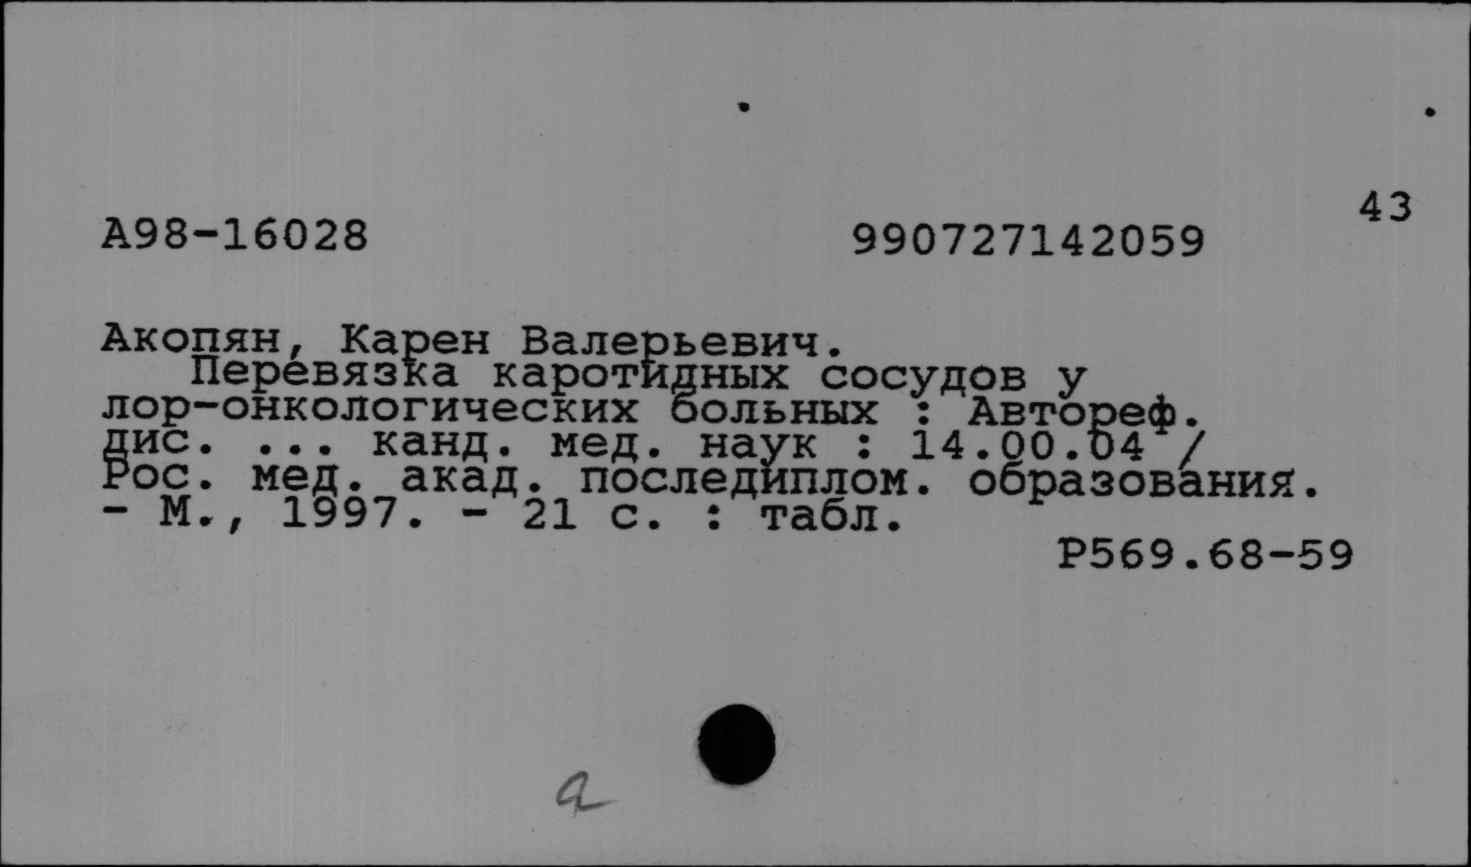 43
А98-16028 990727142059
Акопян, Карен Валерьевич.
Перевязка каротидных сосудов у
лор-онкологических больных : Автореф.
дис. ... канд. мед. наук : 14.00.04 /
Рос. мед. акад. последиплом. образования.
- М., 1997. - 21 с. : табл.
Р569.68-59
а